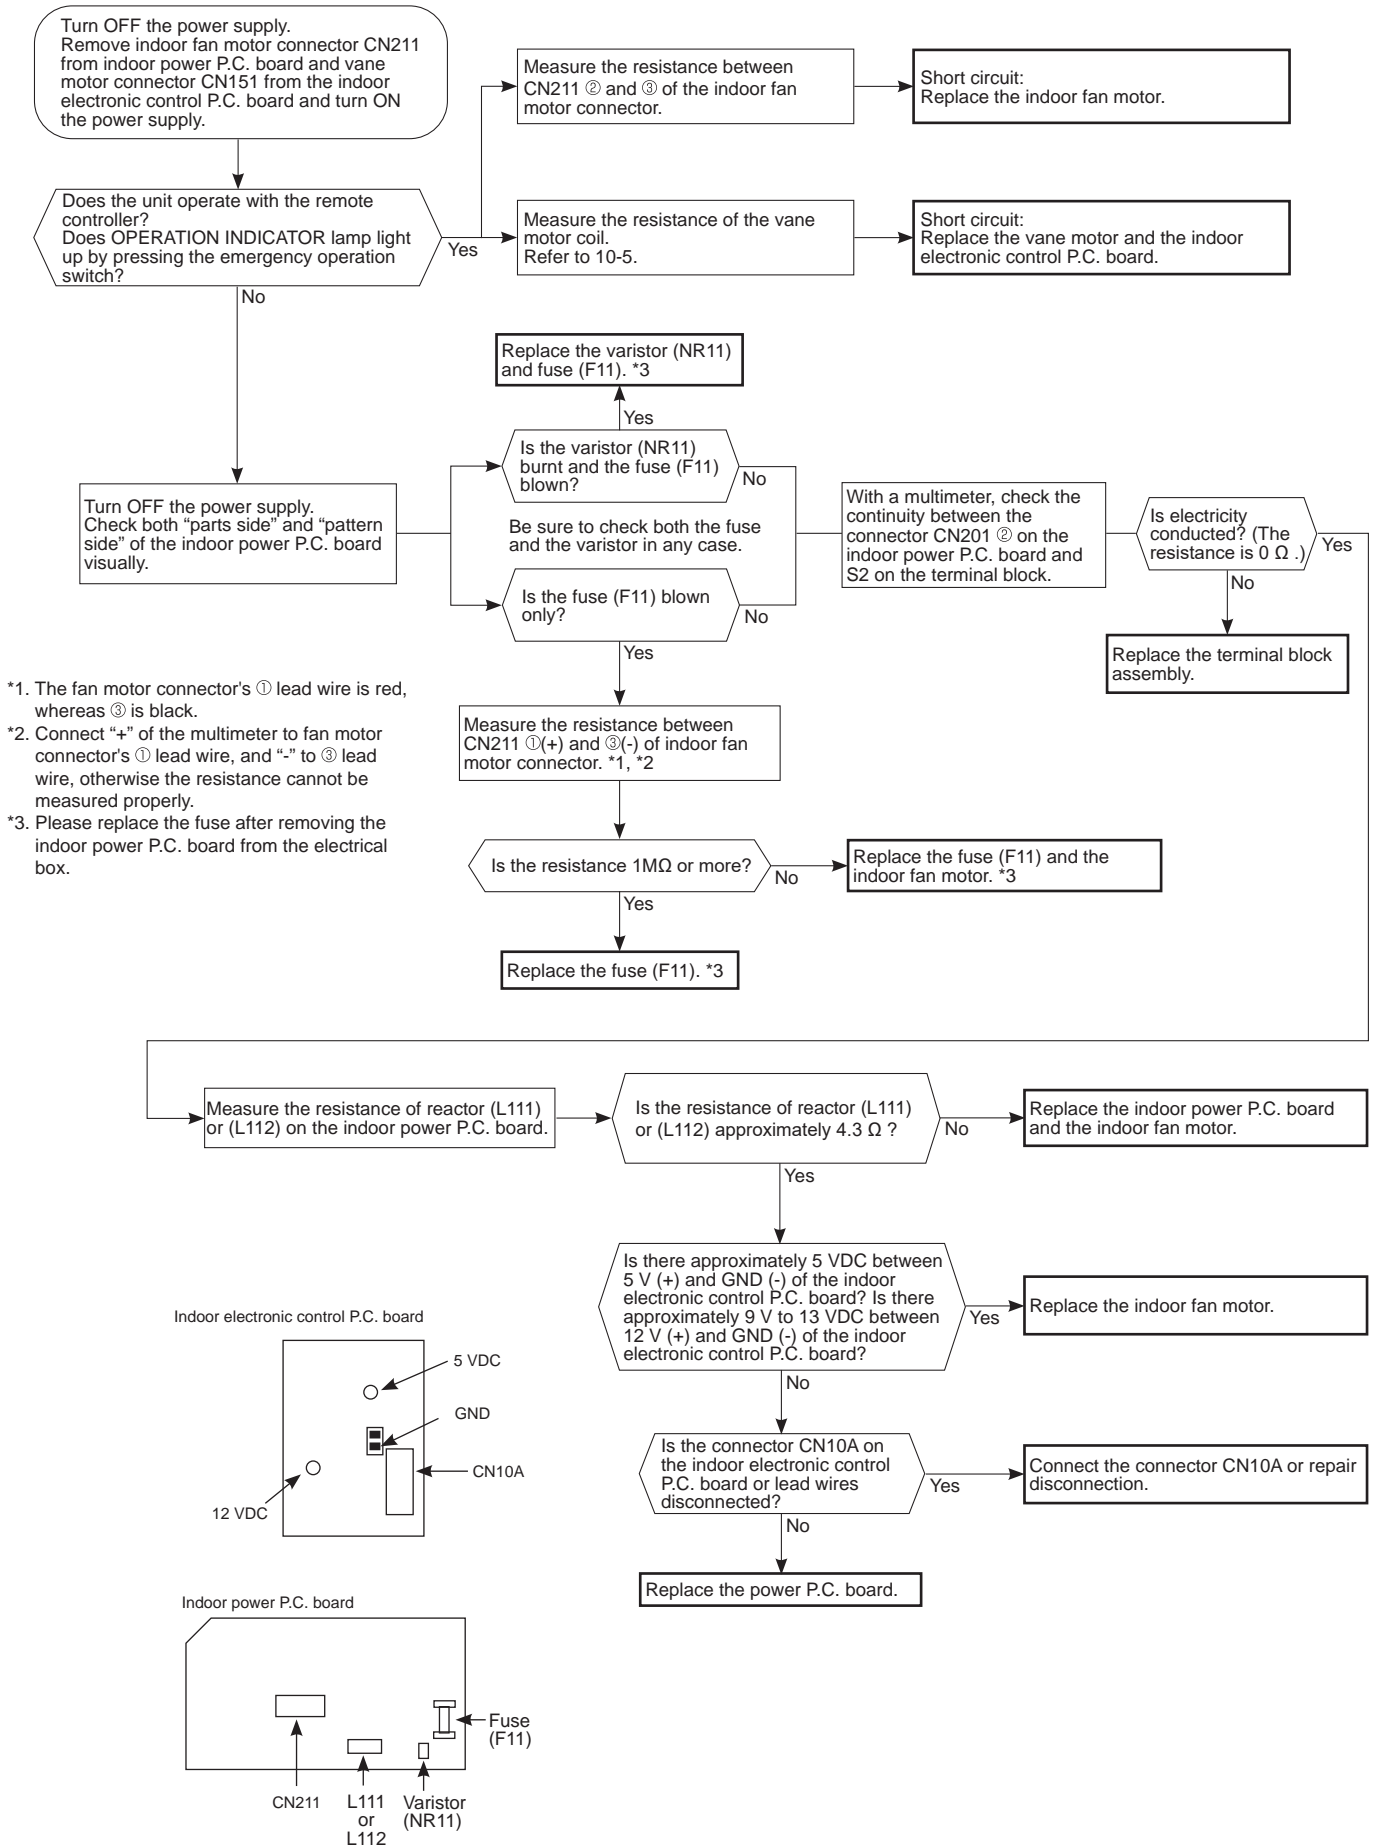 Turn OFF the power supply.
Remove indoor fan motor connector CN211
from indoor power P.C. board and vane
motor connector CN151 from the indoor
electronic control P.C. board and turn ON
the power supply.
Measure the resistance between
CN211 ② and ③ of the indoor fan
motor connector.
Short circuit:
Replace the indoor fan motor.
Does the unit operate with the remote
controller?
Does OPERATION INDICATOR lamp light
up by pressing the emergency operation
switch?
Yes
Measure the resistance of the vane
motor coil.
Refer to 10-5.
Short circuit:
Replace the vane motor and the indoor
electronic control P.C. board.
No
Replace the varistor (NR11)
and fuse (F11). *3
Yes
Is the varistor (NR11)
burnt and the fuse (F11)
blown?
No
Turn OFF the power supply.
Check both “parts side” and “pattern
side” of the indoor power P.C. board
visually.
Be sure to check both the fuse
and the varistor in any case.
With a multimeter, check the
continuity between the
connector CN201 ② on the
indoor power P.C. board and
S2 on the terminal block.
Is electricity
conducted? (The
resistance is 0 Ω .)
Yes
No
Replace the terminal block
assembly.
Is the fuse (F11) blown
only?
No
Yes
*1. The fan motor connector's ① lead wire is red,
whereas ③ is black.
*2. Connect “+” of the multimeter to fan motor
connector's ① lead wire, and “-” to ③ lead
wire, otherwise the resistance cannot be
measured properly.
*3. Please replace the fuse after removing the
indoor power P.C. board from the electrical
box.
Measure the resistance between
CN211 ①(+) and ③(-) of indoor fan
motor connector. *1, *2
Is the resistance 1MΩ or more?
No
Replace the fuse (F11) and the
indoor fan motor. *3
Yes
Replace the fuse (F11). *3
Measure the resistance of reactor (L111)
or (L112) on the indoor power P.C. board.
Is the resistance of reactor (L111)
or (L112) approximately 4.3 Ω ?
No
Replace the indoor power P.C. board
and the indoor fan motor.
Yes
Is there approximately 5 VDC between
5 V (+) and GND (-) of the indoor
electronic control P.C. board? Is there
approximately 9 V to 13 VDC between
12 V (+) and GND (-) of the indoor
electronic control P.C. board?
Yes
Replace the indoor fan motor.
No
Is the connector CN10A on
the indoor electronic control
P.C. board or lead wires
disconnected?
Yes
Connect the connector CN10A or repair
disconnection.
No
Replace the power P.C. board.
Indoor electronic control P.C. board
5 VDC
GND
CN10A
12 VDC
Indoor power P.C. board
Fuse
(F11)
CN211
L111
or
L112
Varistor
(NR11)